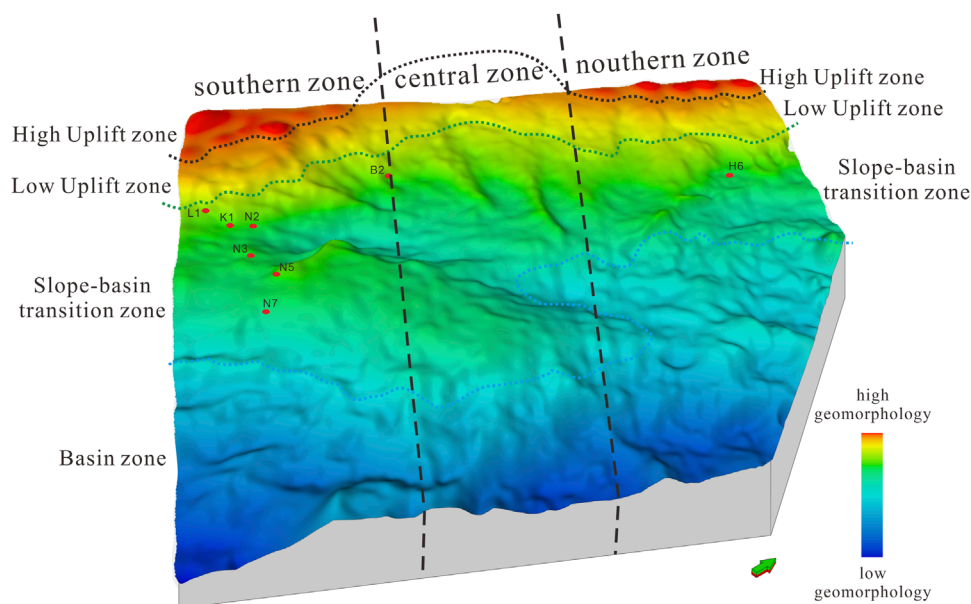 southern zone
central zone
nouthern zone
High Uplift zone
High Uplift zone
Low Uplift zone
Low Uplift zone
Slope-basin
transition zone
B2
H6
L1
K1
N2
N3
N5
N7
Slope-basin
transition zone
Basin zone
high
geomorphology
low
geomorphology